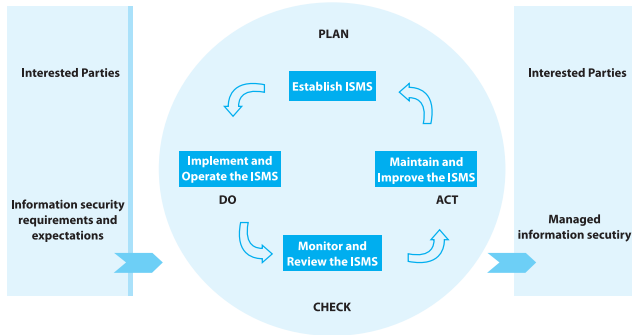 PLAN
Interested Parties
Interested Parties
Establish ISMS
Implement and
Operate the ISMS
Maintain and
Improve the ISMS
DO
ACT
Information security
requirements and
expectations
Managed
information secutiry
Monitor and
Review the ISMS
CHECK